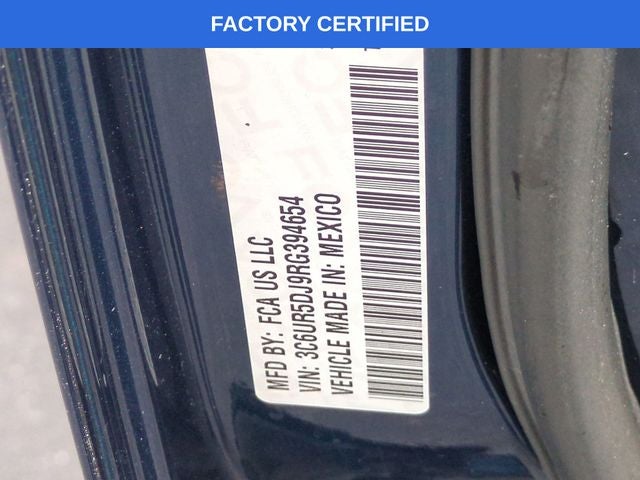 FACTORY CERTIFIED
MFD BY: FCA US LLC
VIN: 3C6UR5DJ9RG394654
VEHICLE MADE IN: MEXICO